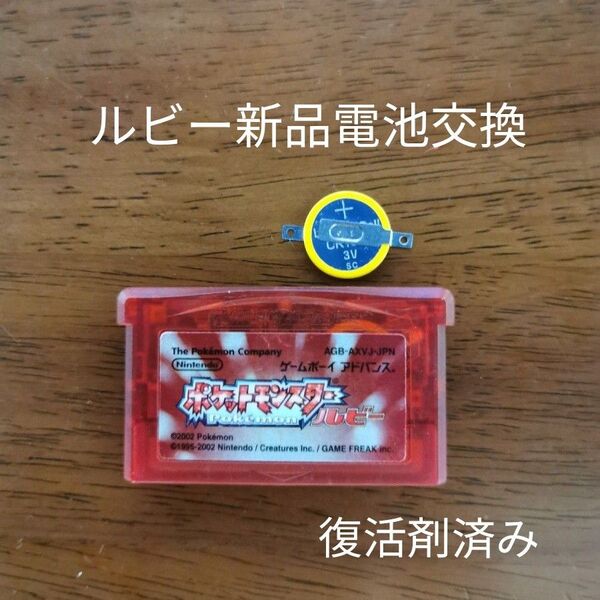 ルビー新品電池交換
+
3V
SC
The Pokémon Company
AGB-AXVJ-JPN
Nintendo
ゲームボーイ アドバンス
ポケットモンスター
Pokémon
ルビー
©2002 Pokémon
©1995-2002 Nintendo / Creatures Inc. / GAME FREAK inc.
復活剤済み